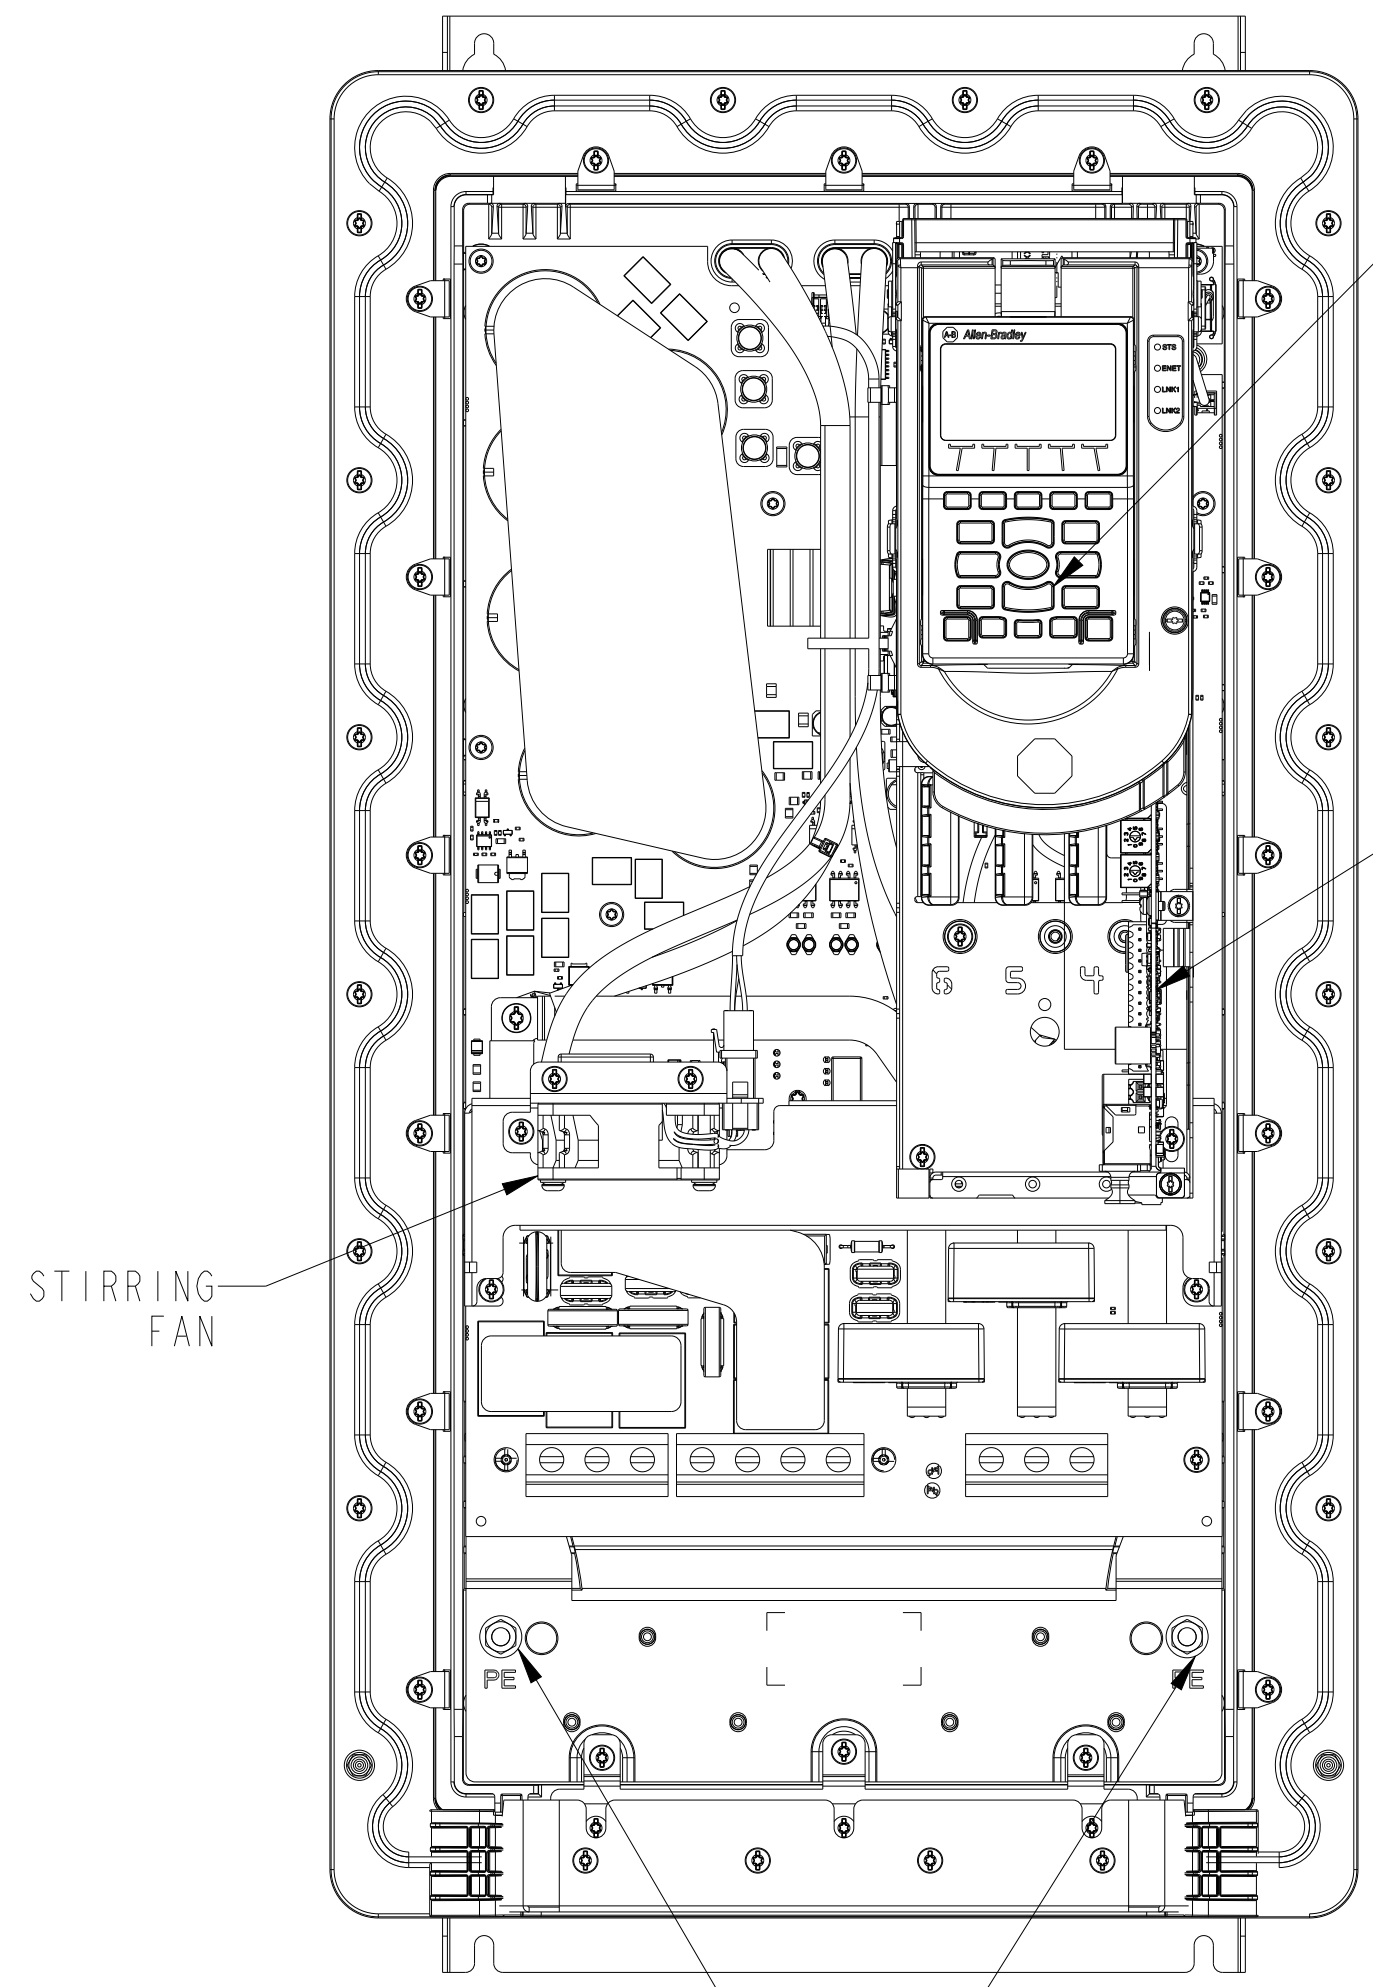 A-B Allen-Bradley
STS
ENET
LNK1
LNK2
6 5 4
STIRRING
FAN
PE
PE